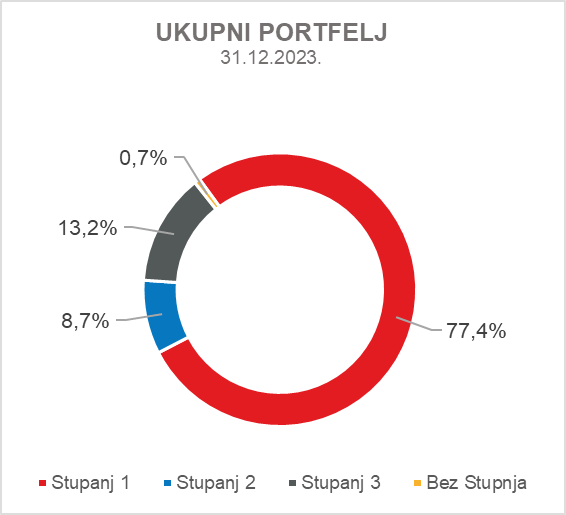 UKUPNI PORTFELJ
31.12.2023.
0,7%
13,2%
8,7%
77,4%
Stupanj 1 Stupanj 2 Stupanj 3 Bez Stupnja